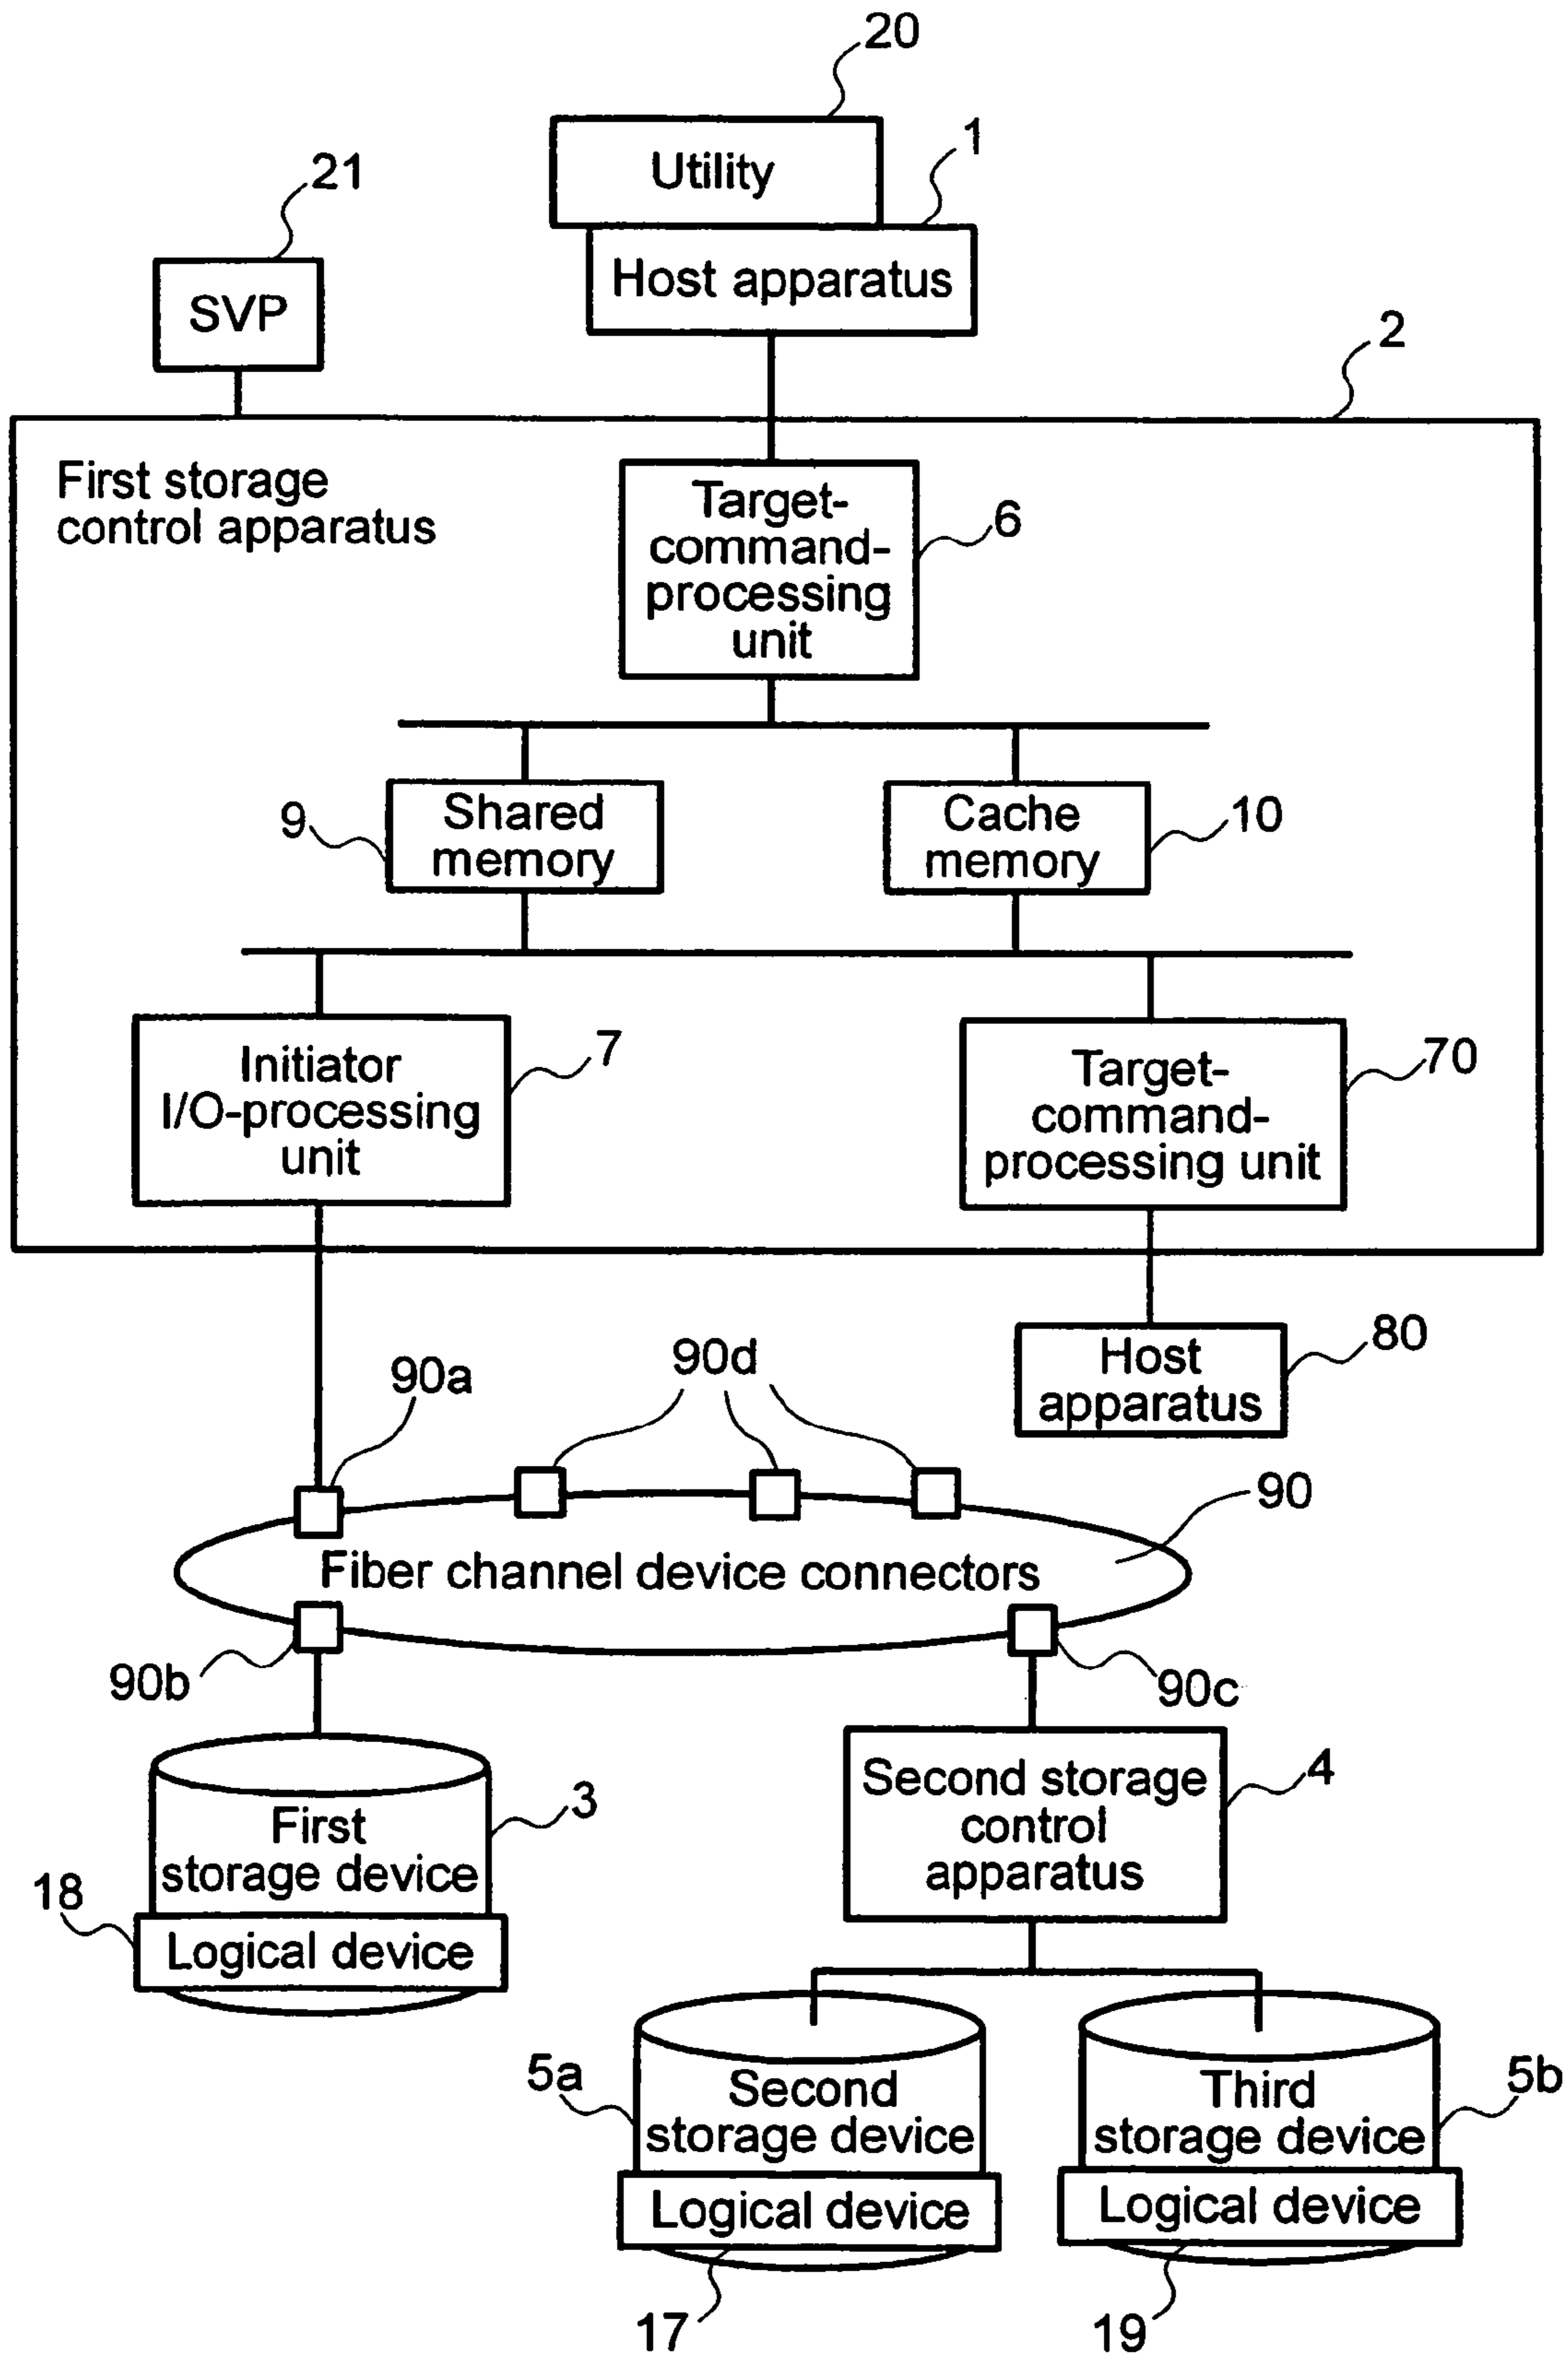 20
Utility
1
21
Host apparatus
SVP
2
First storage
control apparatus
Target-
command-
processing
unit
6
9
Shared
memory
Cache
memory
10
Initiator
I/O-processing
unit
7
Target-
command-
processing unit
70
Host
apparatus
80
90a
90d
90
Fiber channel device connectors
90b
90c
First
storage device
3
18
Logical device
Second storage
control
apparatus
4
5a
Second
storage device
Logical device
17
Third
storage device
5b
Logical device
19